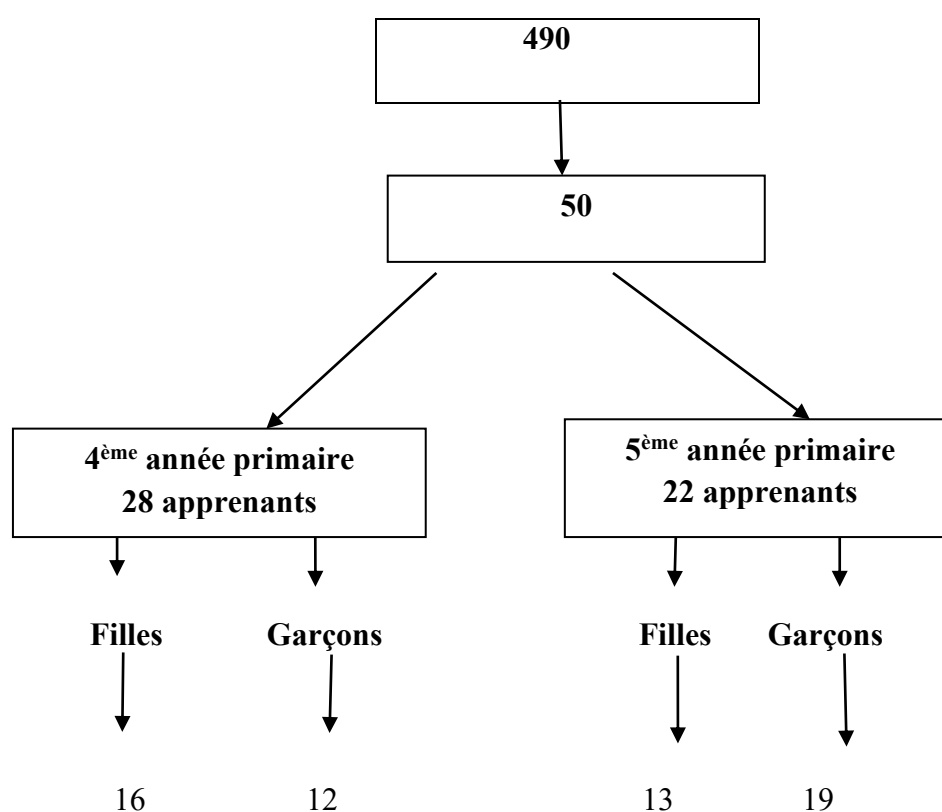 490
50
4ème année primaire
28 apprenants
5ème année primaire
22 apprenants
Filles
Garçons
Filles
Garçons
16
12
13
19